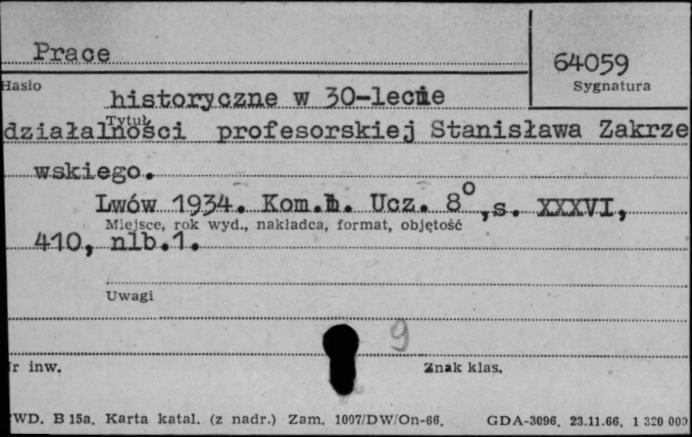 Prace
64059
Hasło
Sygnatura
historyczne w 30-lecie
Tytuł
działalności profesorskiej Stanisława Zakrze
wskiego.
Lwów 1934. Kom. Ucz. 8°, s. XXXVI,
Miejsce, rok wyd., nakładca, format, objętość
410, nlb.1.
Uwagi
9
r inw.
Znak klas.
WD. B 15a. Karta katal. (z nadr.) Zam. 1097/DW/On-66. GDA-3096. 23.11.66. 1 320 000